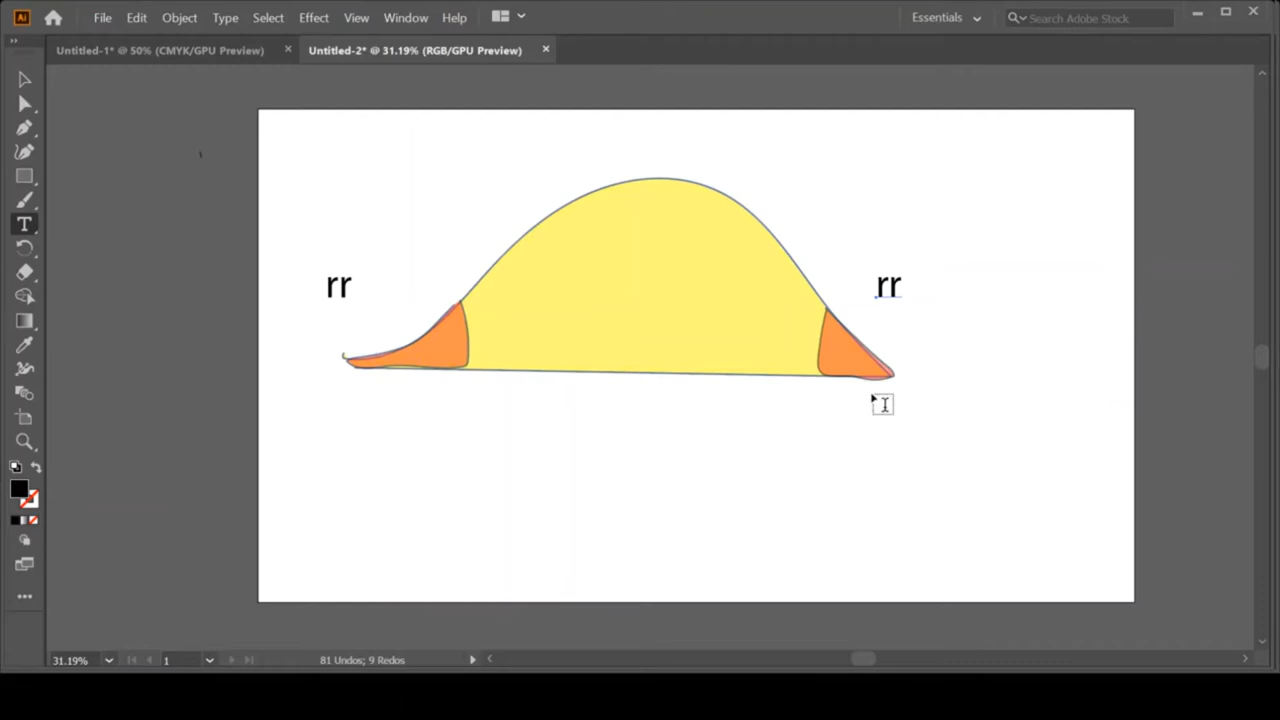 Ai File Edit Object Type Select Effect View Window Help Essentials Search Adobe Stock
Untitled-1* @ 50% (CMYK/GPU Preview) × Untitled-2* @ 31.19% (RGB/GPU Preview) ×
rr rr
31.19% 1 81 Undos; 9 Redos